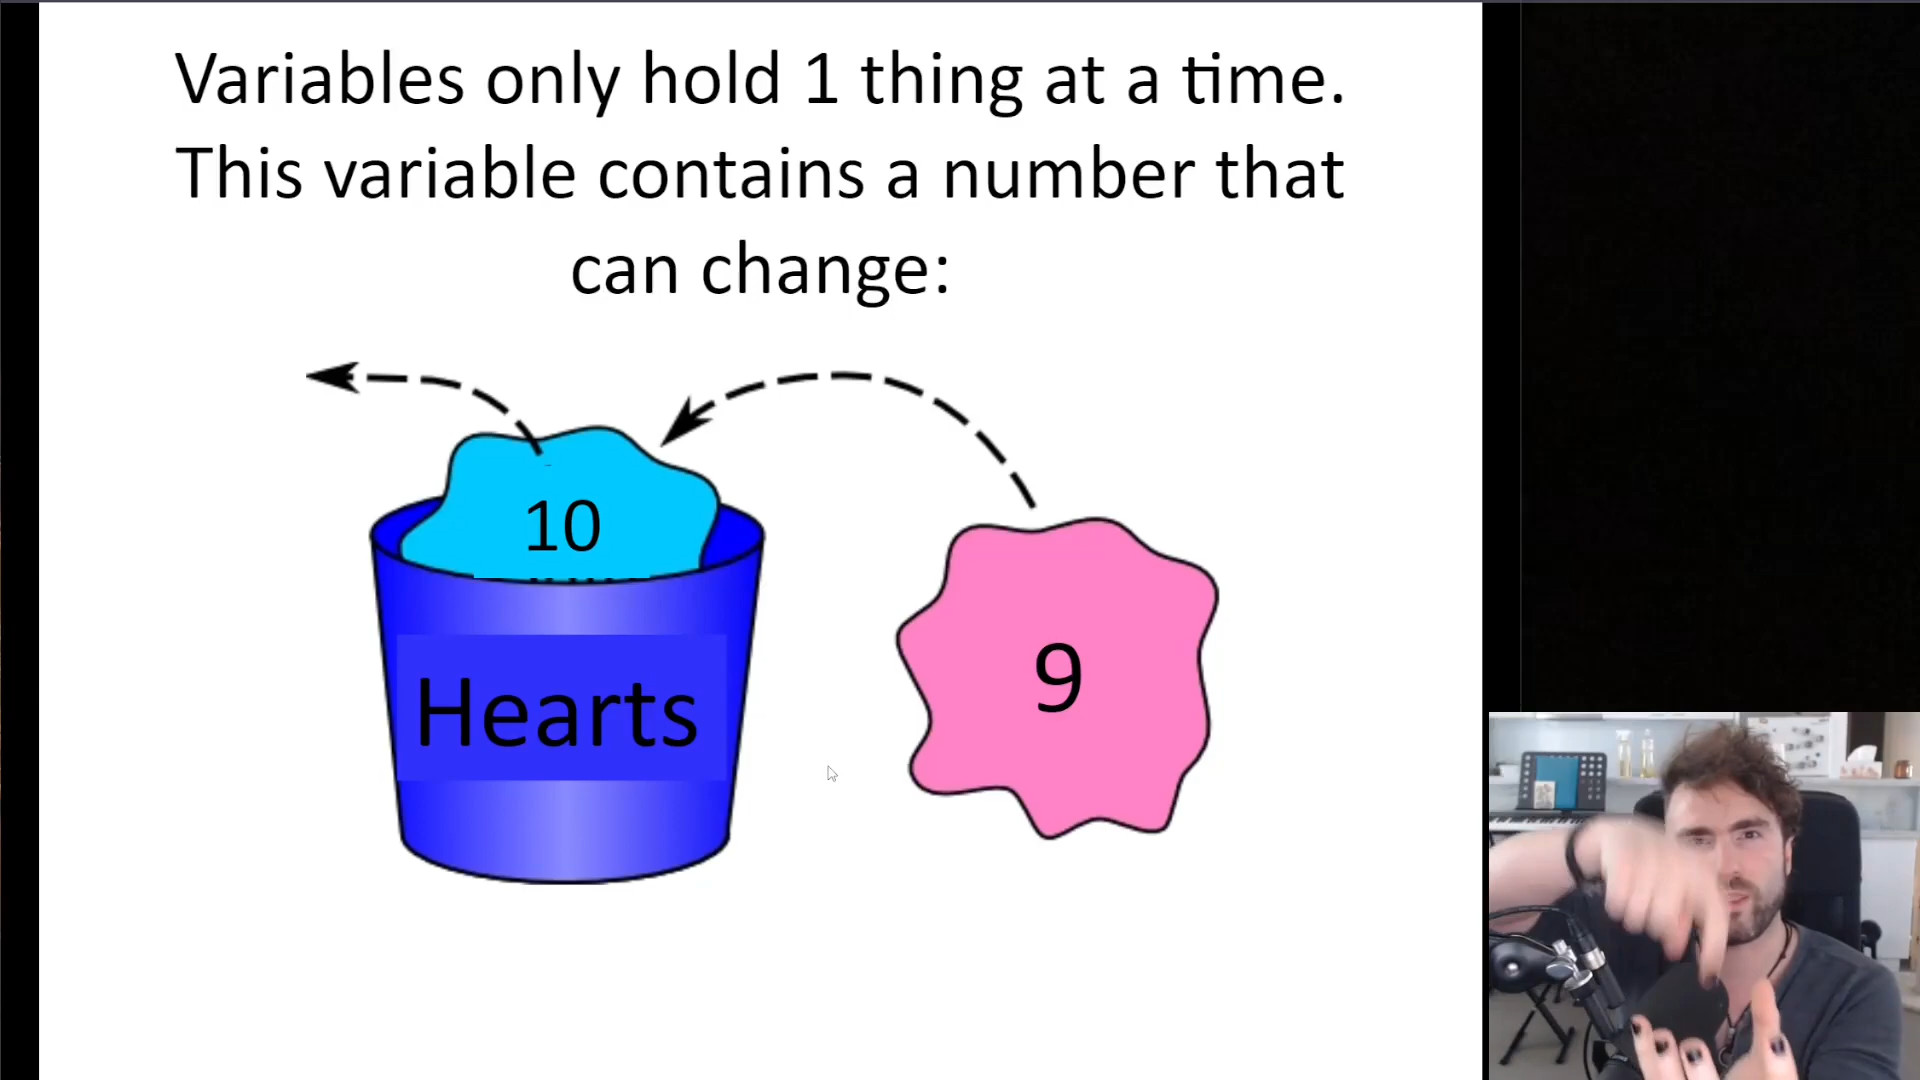 Variables only hold 1 thing at a time.
This variable contains a number that
can change:
10
Hearts
9